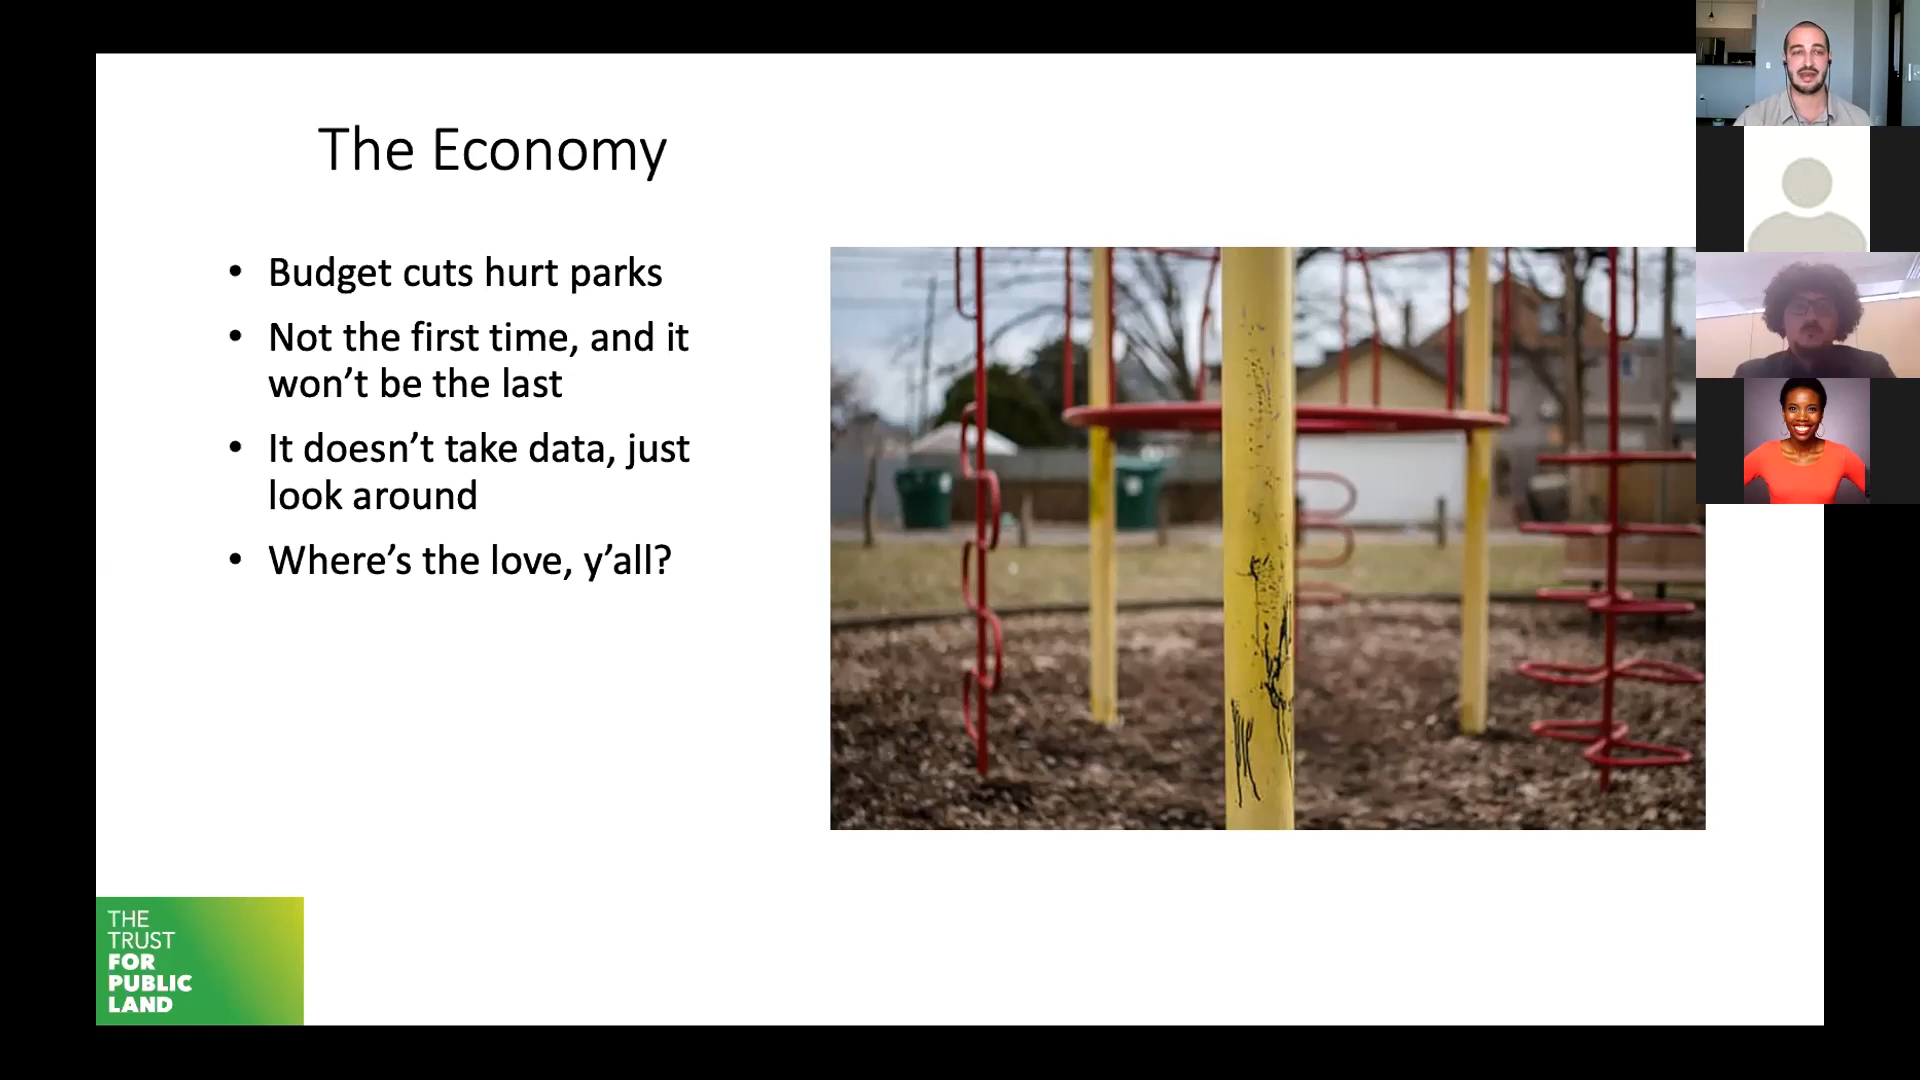 The Economy
• Budget cuts hurt parks
• Not the first time, and it
won’t be the last
• It doesn’t take data, just
look around
• Where’s the love, y’all?
THE
TRUST
FOR
PUBLIC
LAND